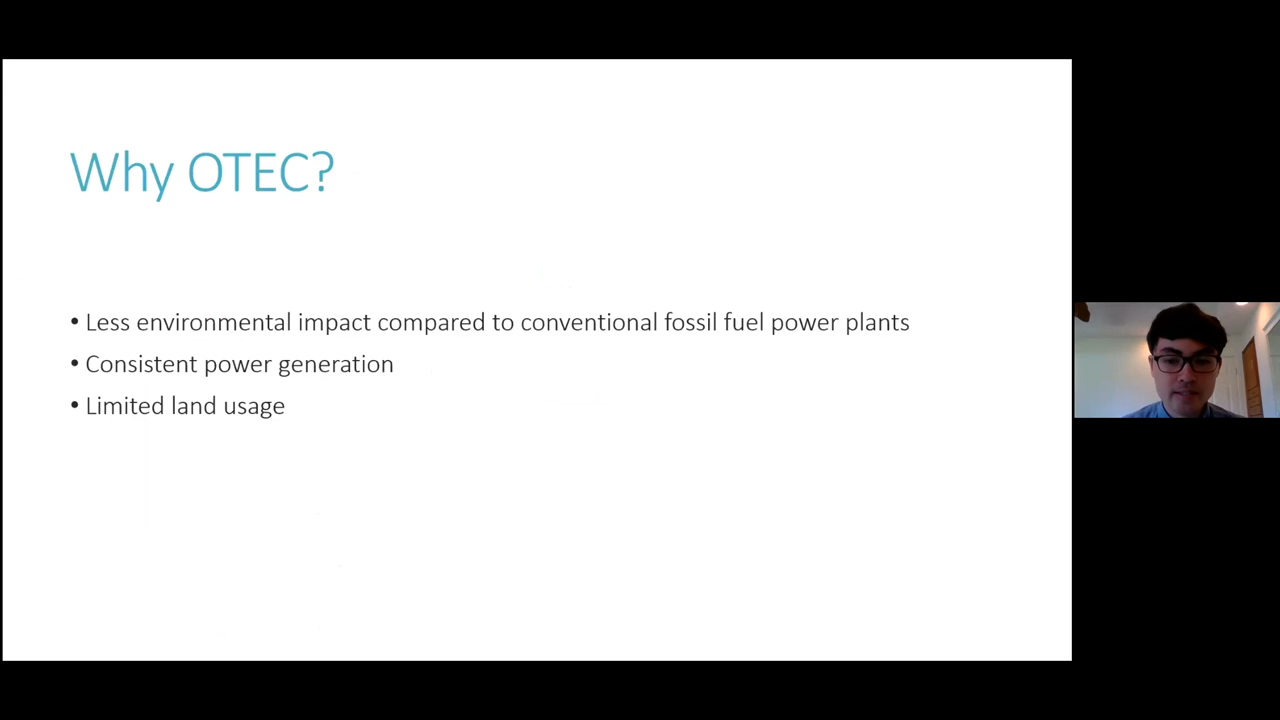 Why OTEC?
• Less environmental impact compared to conventional fossil fuel power plants
• Consistent power generation
• Limited land usage